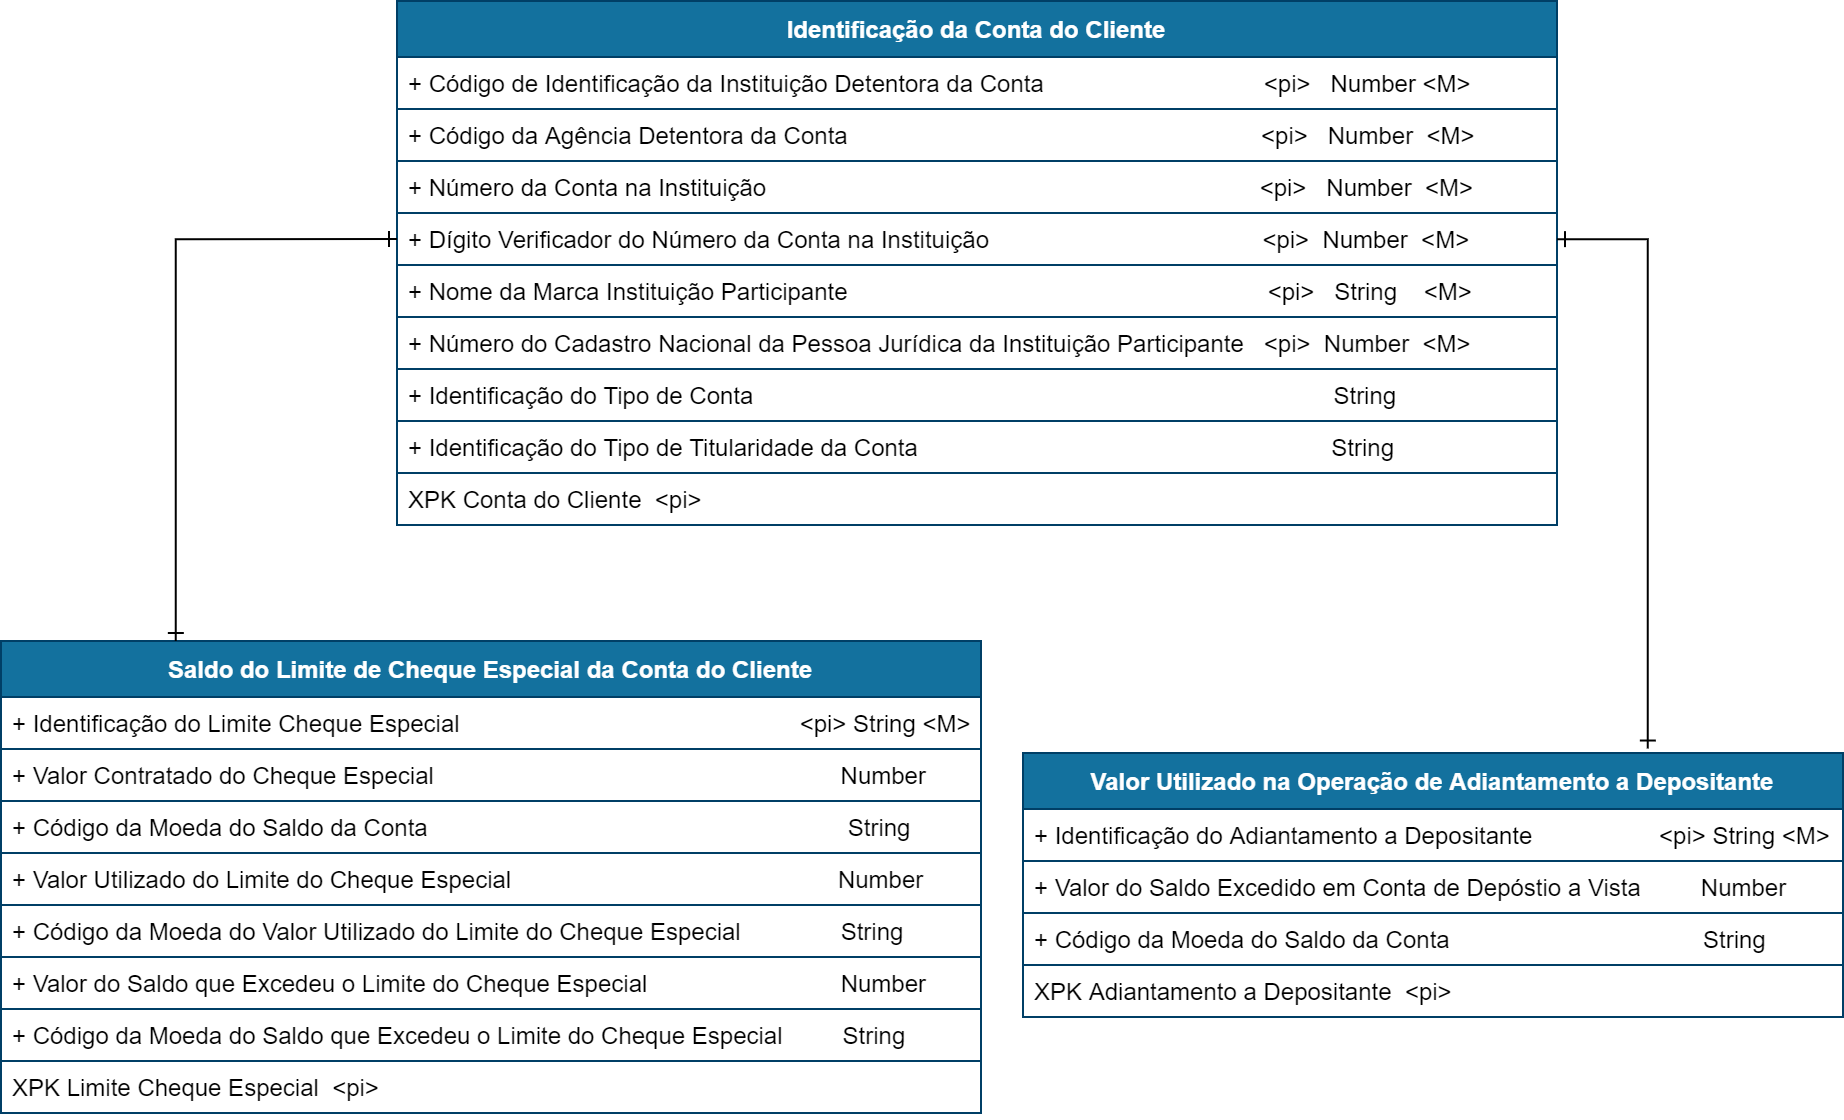 Identificação da Conta do Cliente
+ Código de Identificação da Instituição Detentora da Conta <pi> Number <M>
+ Código da Agência Detentora da Conta <pi> Number <M>
+ Número da Conta na Instituição <pi> Number <M>
+ Dígito Verificador do Número da Conta na Instituição <pi> Number <M>
+ Nome da Marca Instituição Participante <pi> String <M>
+ Número do Cadastro Nacional da Pessoa Jurídica da Instituição Participante <pi> Number <M>
+ Identificação do Tipo de Conta String
+ Identificação do Tipo de Titularidade da Conta String
XPK Conta do Cliente <pi>
Saldo do Limite de Cheque Especial da Conta do Cliente
+ Identificação do Limite Cheque Especial <pi> String <M>
+ Valor Contratado do Cheque Especial Number
+ Código da Moeda do Saldo da Conta String
+ Valor Utilizado do Limite do Cheque Especial Number
+ Código da Moeda do Valor Utilizado do Limite do Cheque Especial String
+ Valor do Saldo que Excedeu o Limite do Cheque Especial Number
+ Código da Moeda do Saldo que Excedeu o Limite do Cheque Especial String
XPK Limite Cheque Especial <pi>
Valor Utilizado na Operação de Adiantamento a Depositante
+ Identificação do Adiantamento a Depositante <pi> String <M>
+ Valor do Saldo Excedido em Conta de Depóstio a Vista Number
+ Código da Moeda do Saldo da Conta String
XPK Adiantamento a Depositante <pi>